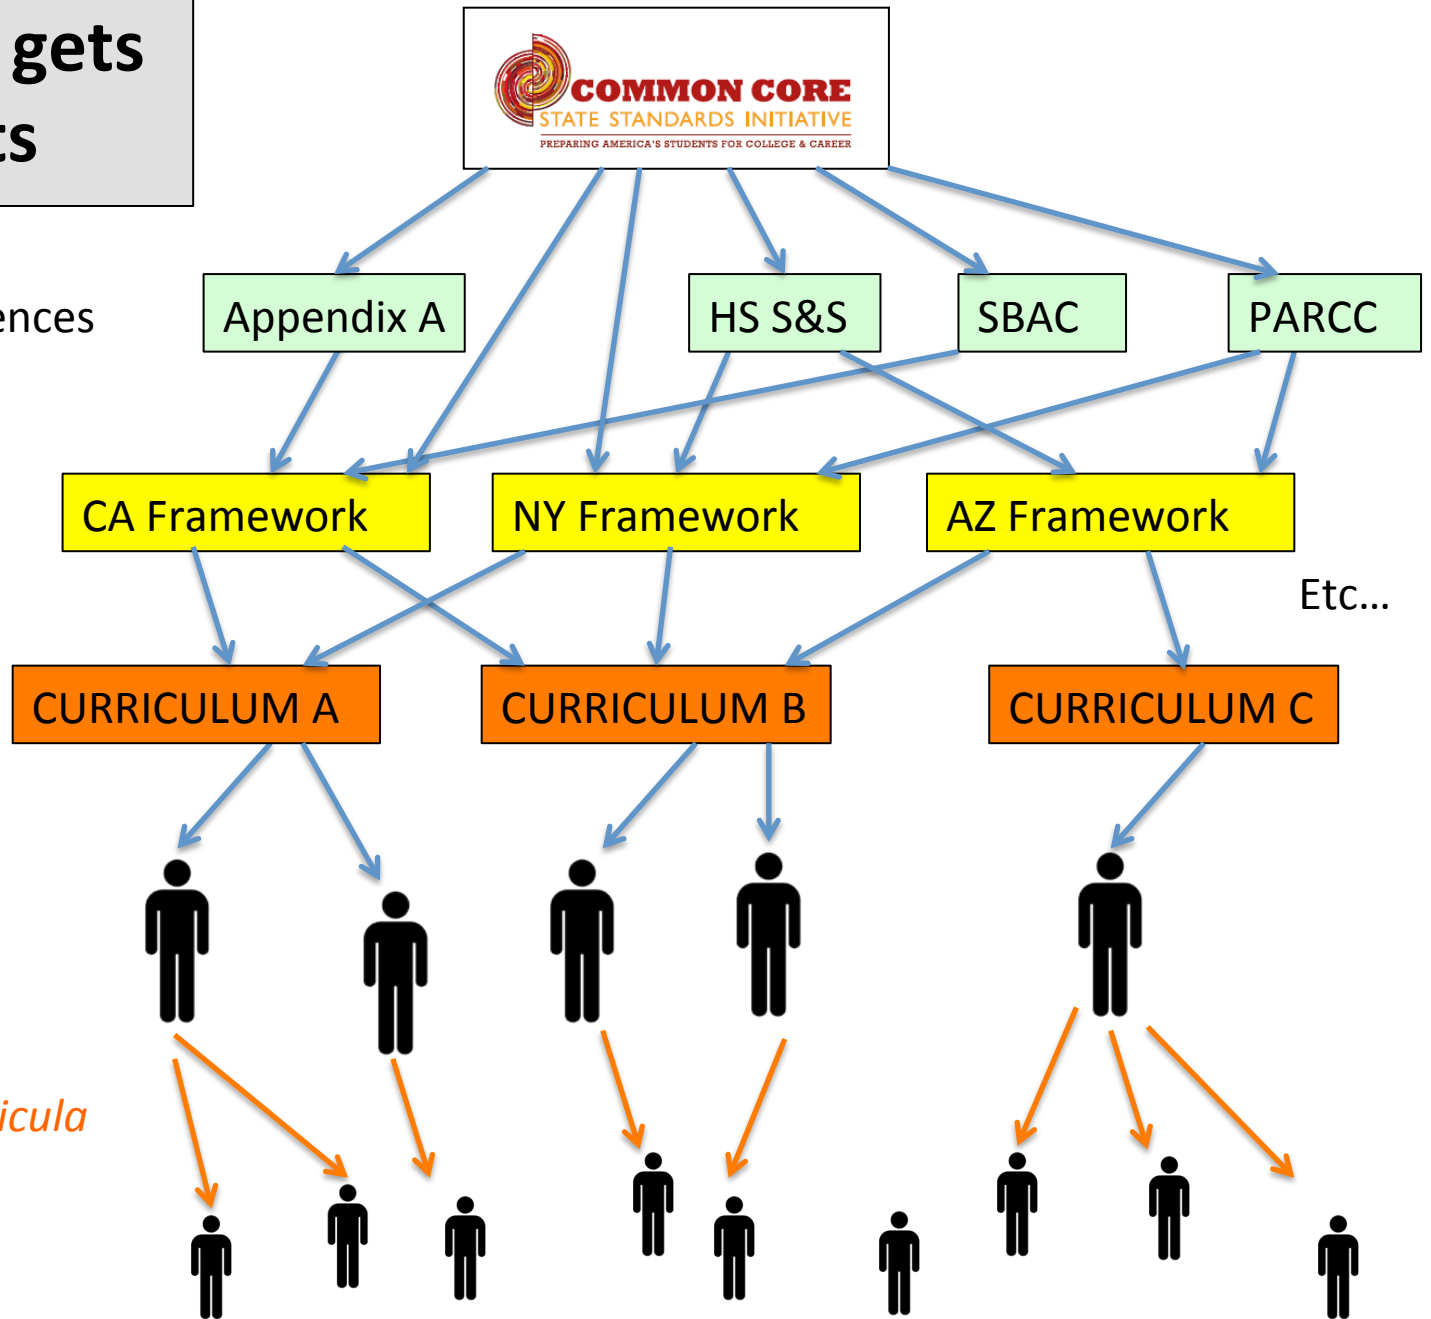 gets
ts
COMMON CORE
STATE STANDARDS INITIATIVE
PREPARING AMERICA'S STUDENTS FOR COLLEGE & CAREER
ences
Appendix A
HS S&S
SBAC
PARCC
CA Framework
NY Framework
AZ Framework
Etc…
CURRICULUM A
CURRICULUM B
CURRICULUM C
icula